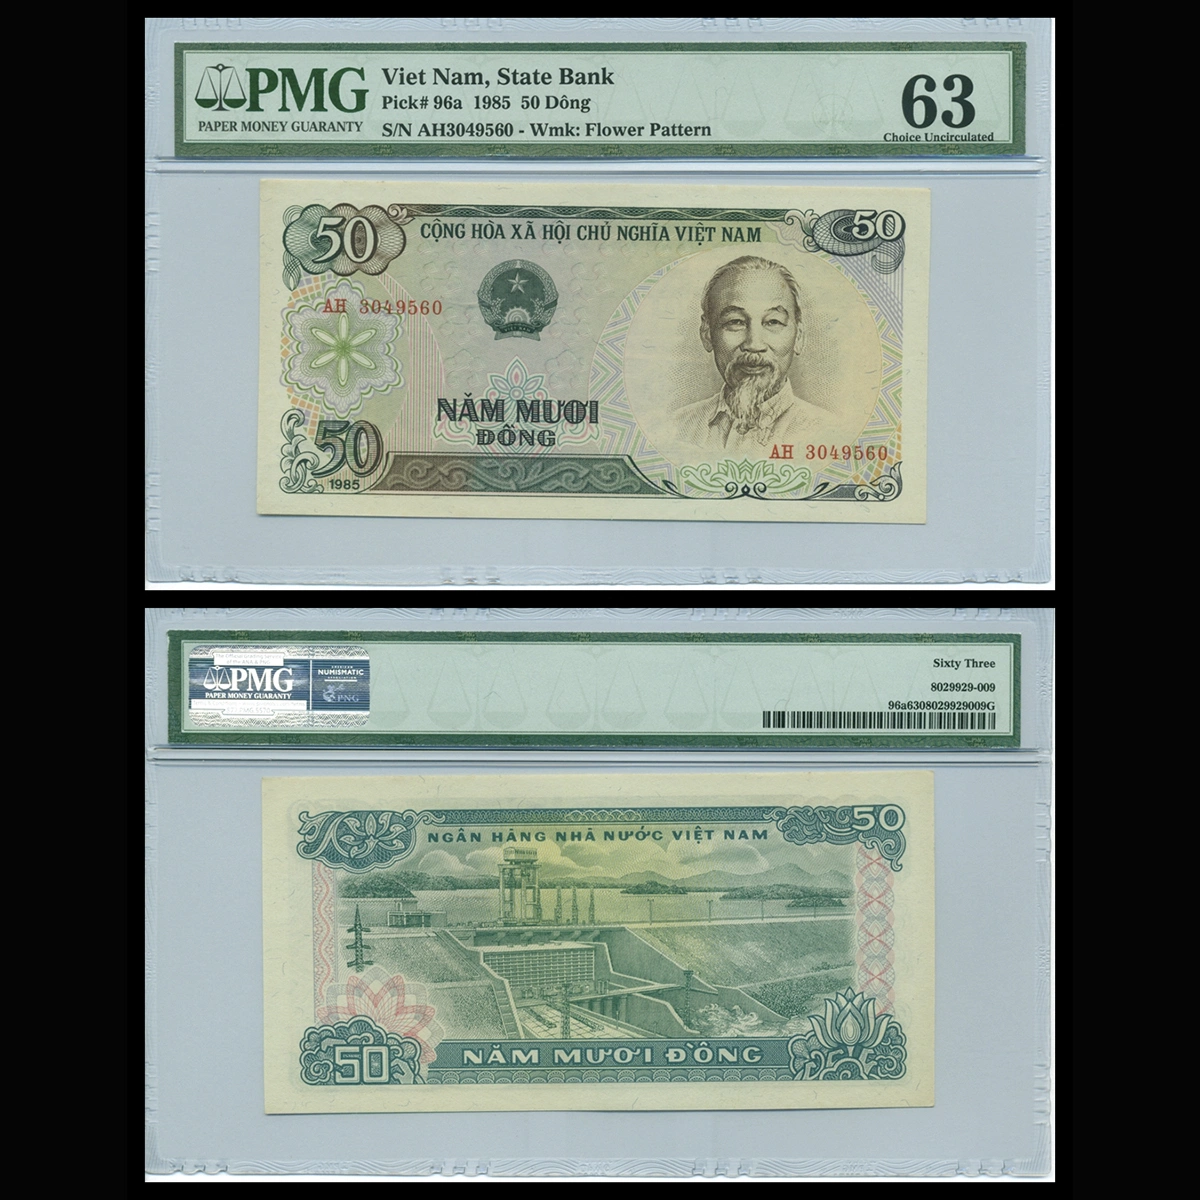 PMG
PAPER MONEY GUARANTY
Viet Nam, State Bank
Pick# 96a 1985 50 Dông
S/N AH3049560 - Wmk: Flower Pattern
63
Choice Uncirculated
50
CỘNG HÒA XÃ HỘI CHỦ NGHĨA VIỆT NAM
50
AH 3049560
NĂM MƯƠI
ĐỒNG
AH 3049560
50
1985
PMG
PAPER MONEY GUARANTY
AMERICAN
NUMISMATIC
ASSOCIATION
PNG
Sixty Three
8029929-009
96a6308029929009G
50
NGÂN HÀNG NHÀ NƯỚC VIỆT NAM
50
NĂM MƯƠI ĐỒNG